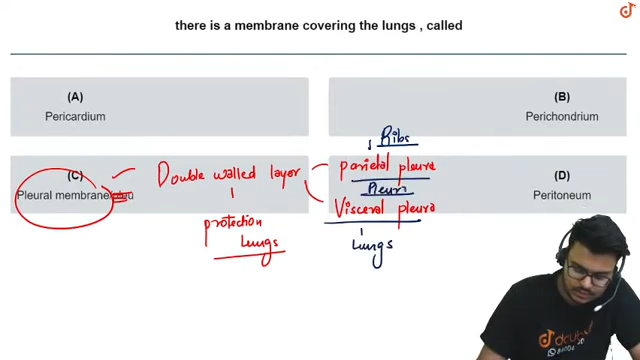 there is a membrane covering the lungs , called
(A)
Pericardium
(B)
Perichondrium
(C)
Pleural membrane
(D)
Peritoneum
Double walled layer
protection
Lungs
Ribs
parietal pleura
Visceral pleura
Lungs